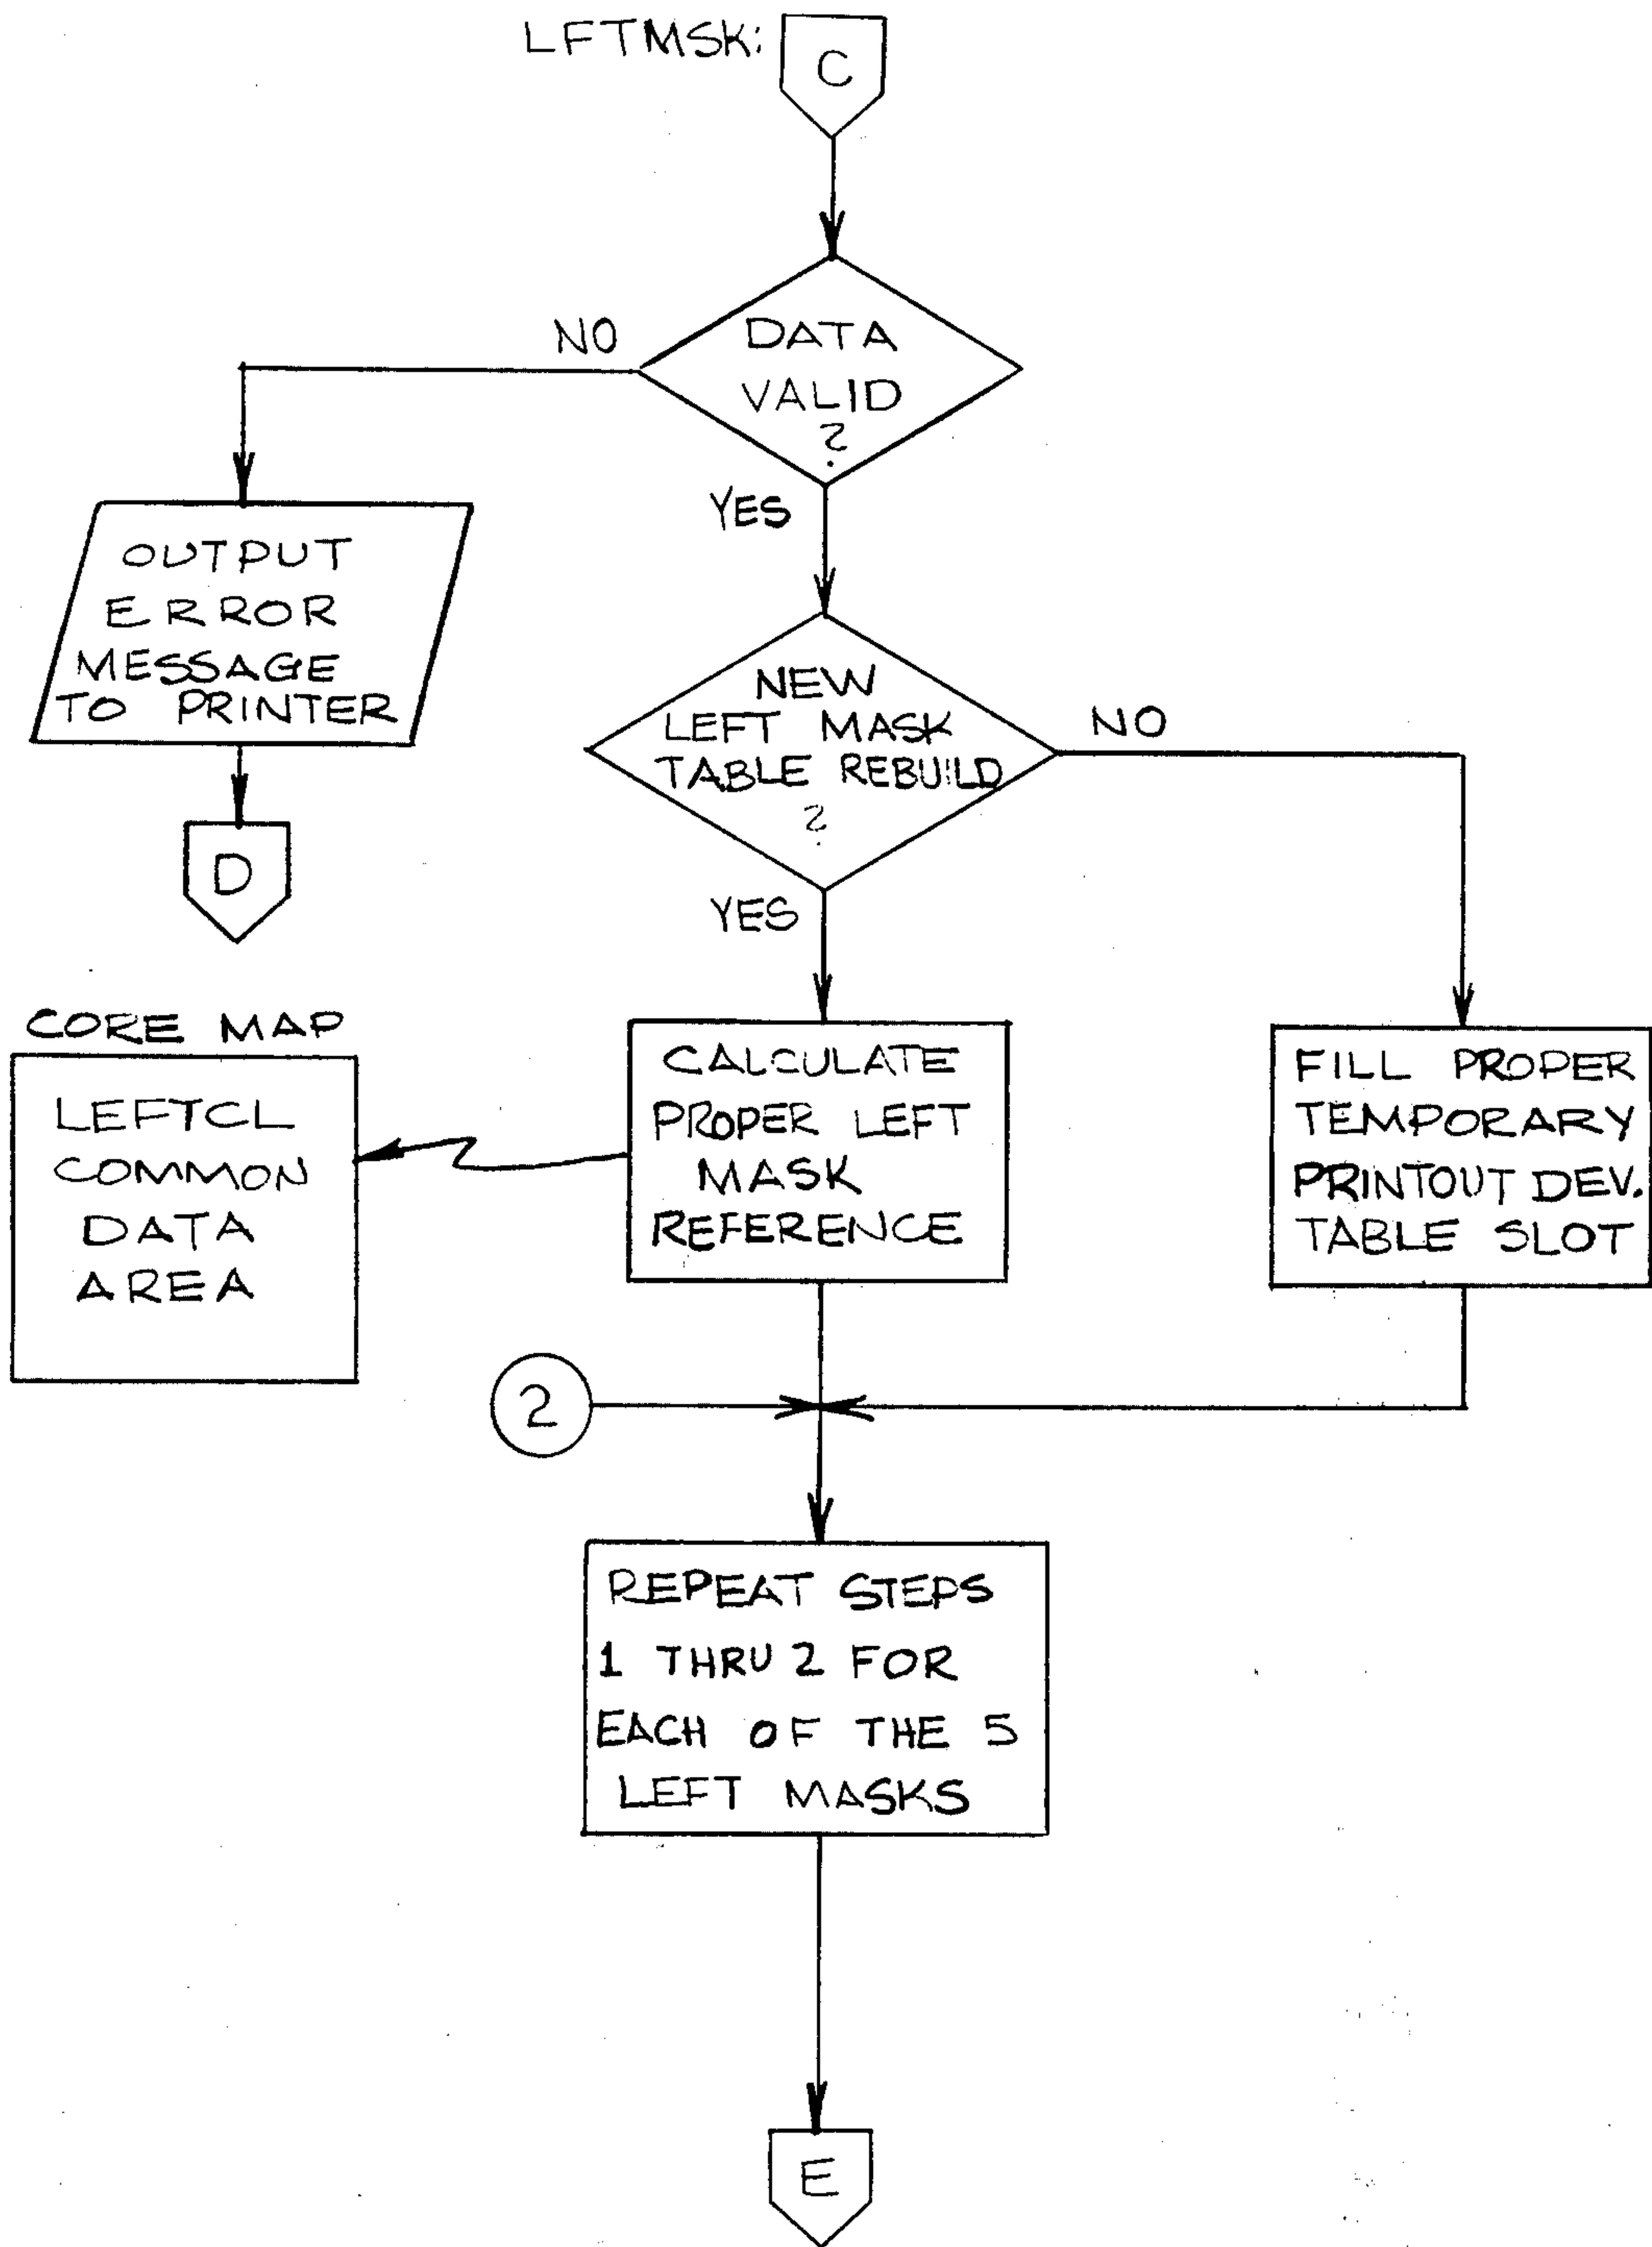 LFTMSK:
C
DATA
VALID
?
NO
YES
OUTPUT
ERROR
MESSAGE
TO PRINTER
D
NEW
LEFT MASK
TABLE REBUILD
?
NO
YES
CORE MAP
LEFTCL
COMMON
DATA
AREA
CALCULATE
PROPER LEFT
MASK
REFERENCE
FILL PROPER
TEMPORARY
PRINTOUT DEV.
TABLE SLOT
2
REPEAT STEPS
1 THRU 2 FOR
EACH OF THE 5
LEFT MASKS
E